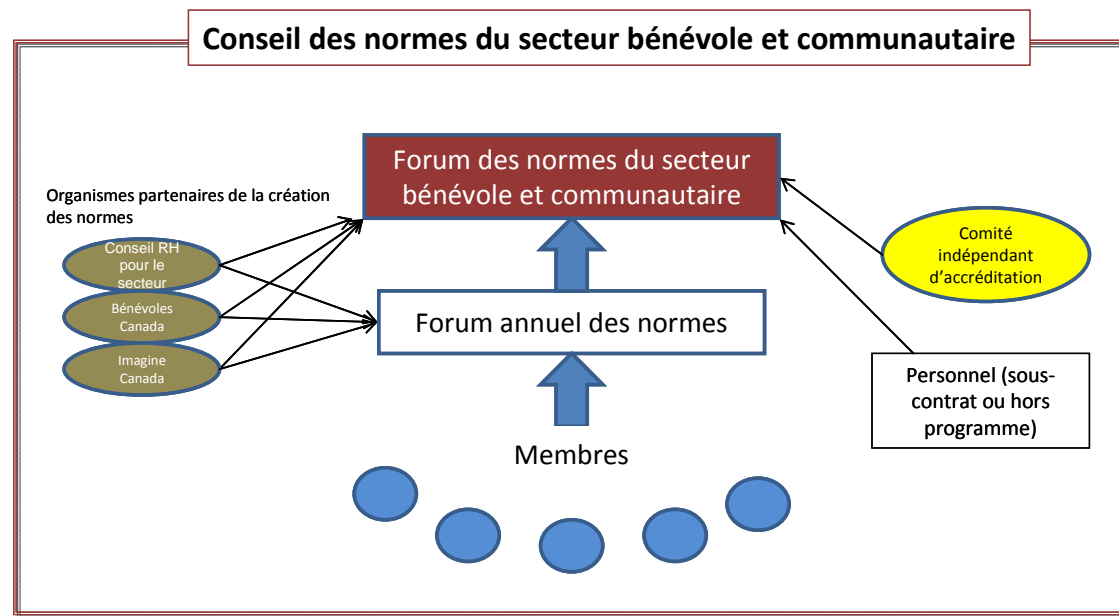 Conseil des normes du secteur bénévole et communautaire
Forum des normes du secteur
bénévole et communautaire
Organismes partenaires de la création
des normes
Conseil RH
pour le
secteur
Bénévoles
Canada
Imagine
Canada
Forum annuel des normes
Comité
indépendant
d'accréditation
Personnel (sous-
contrat ou hors
programme)
Membres